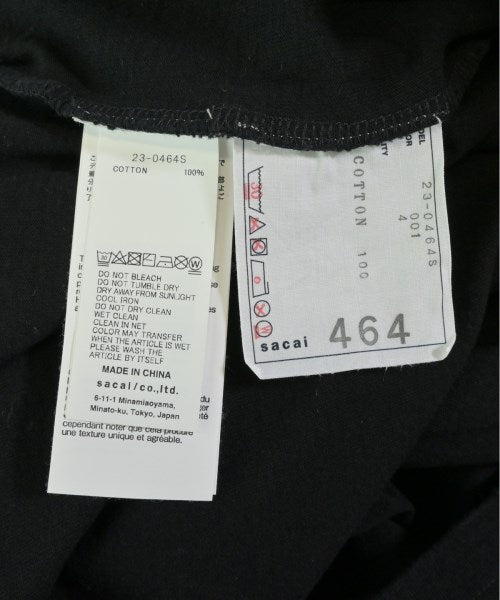 23-0464S
COTTON 100%
30
W
DO NOT BLEACH
DO NOT TUMBLE DRY
DRY AWAY FROM SUNLIGHT
COOL IRON
DO NOT DRY CLEAN
WET CLEAN
CLEAN IN NET
COLOR MAY TRANSFER
WHEN THE ARTICLE IS WET
PLEASE WASH THE
ARTICLE BY ITSELF
MADE IN CHINA
sacai/co.,ltd.
6-11-1 Minamiaoyama,
Minato-ku, Tokyo, Japan
cependant noter que cela procure
une texture unique et agréable.
23-0464S
001
4
COTTON 100
30
W
sacai 464